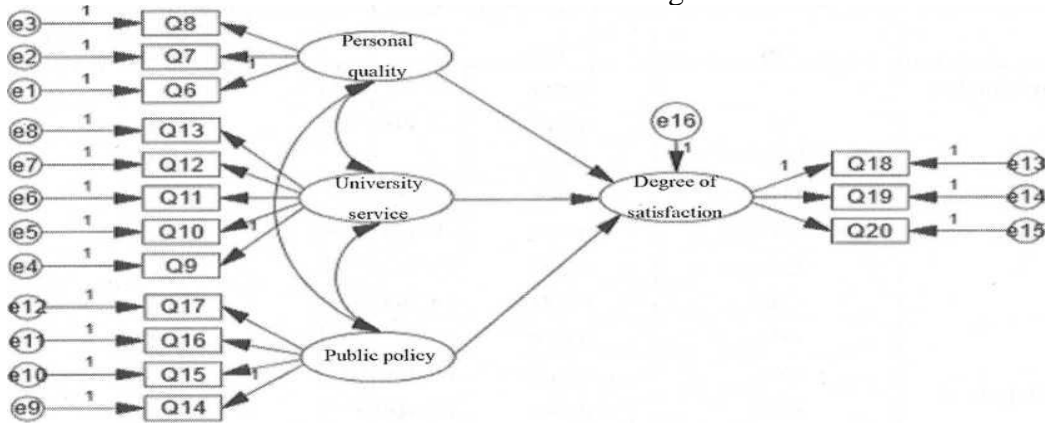 e3 1 Q8
e2 1 Q7
e1 1 Q6
1
Personal
quality
e8 1 Q13
e7 1 Q12
e6 1 Q11
e5 1 Q10
e4 1 Q9
1
University
service
e12 1 Q17
e11 1 Q16
e10 1 Q15
e9 1 Q14
1
Public policy
e16
1
Degree of
satisfaction
1 Q18 1 e13
Q19 1 e14
Q20 1 e15